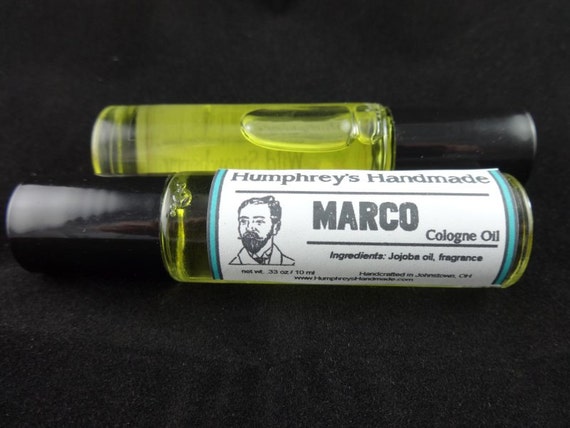 Humphrey's Handmade
MARCO
Cologne Oil
Ingredients: Jojoba oil, fragrance
net wt. .33 oz / 10 ml
Handcrafted in Johnstown, OH
www.HumphreysHandmade.com